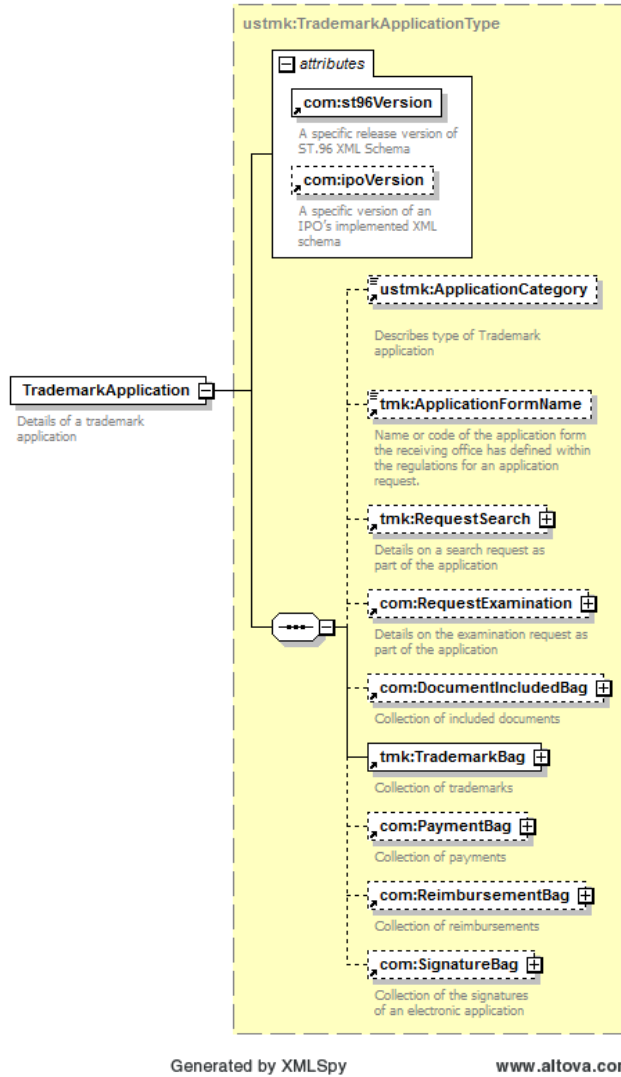 ustmk:TrademarkApplicationType
attributes
com:st96Version
A specific release version of
ST.96 XML Schema
com:ipoVersion
A specific version of an
IPO's implemented XML
schema
ustmk:ApplicationCategory
Describes type of Trademark
application
TrademarkApplication
Details of a trademark
application
tmk:ApplicationFormName
Name or code of the application form
the receiving office has defined within
the regulations for an application
request.
tmk:RequestSearch
Details on a search request as
part of the application
com:RequestExamination
Details on the examination request as
part of the application
com:DocumentIncludedBag
Collection of included documents
tmk:TrademarkBag
Collection of trademarks
com:PaymentBag
Collection of payments
com:ReimbursementBag
Collection of reimbursements
com:SignatureBag
Collection of the signatures
of an electronic application
Generated by XMLSpy
www.altova.com